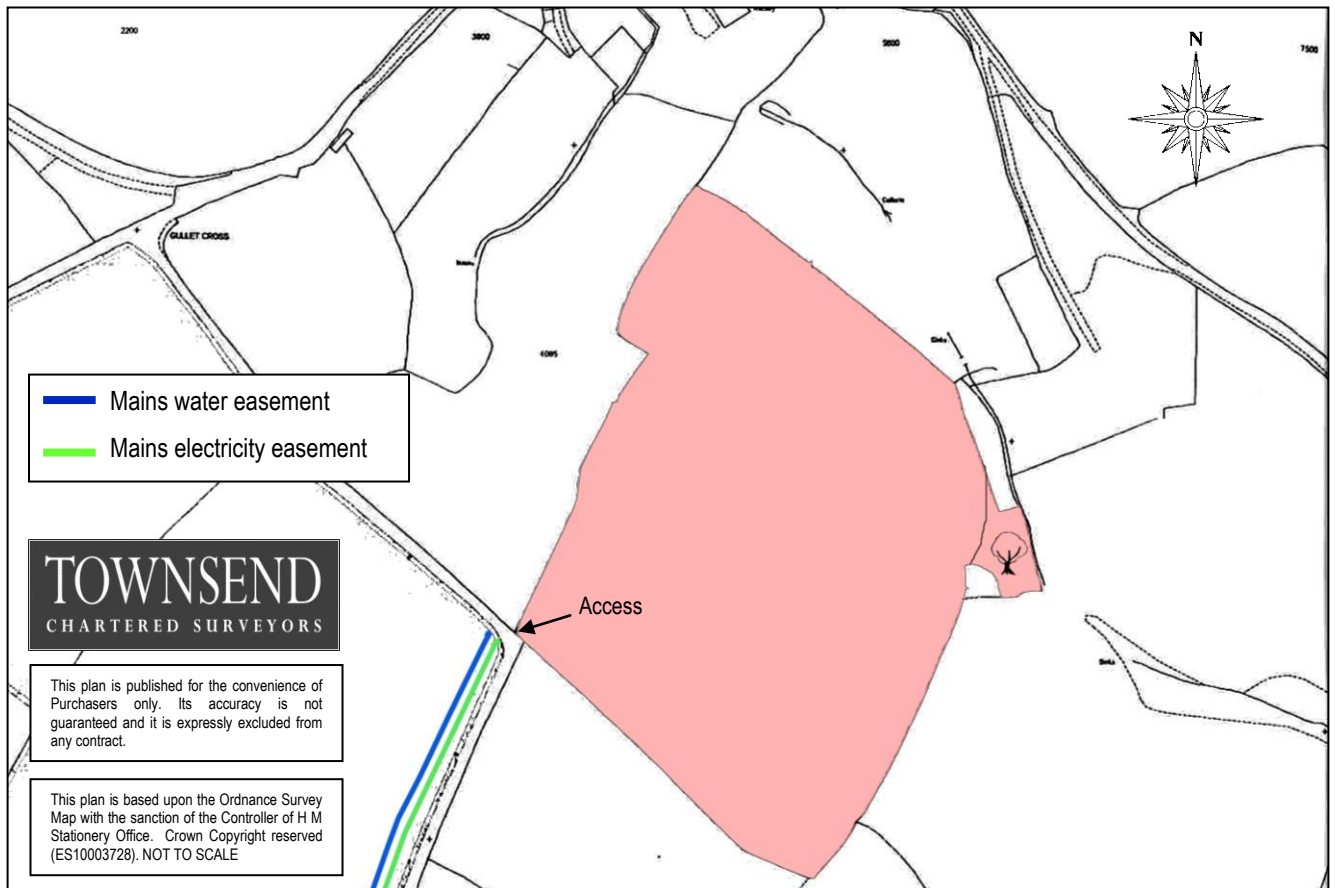 2200
3800
5800
N
7500
GULLET CROSS
4085
Mains water easement
Mains electricity easement
TOWNSEND
CHARTERED SURVEYORS
Access
This plan is published for the convenience of
Purchasers only. Its accuracy is not
guaranteed and it is expressly excluded from
any contract.
This plan is based upon the Ordnance Survey
Map with the sanction of the Controller of H M
Stationery Office. Crown Copyright reserved
(ES10003728). NOT TO SCALE